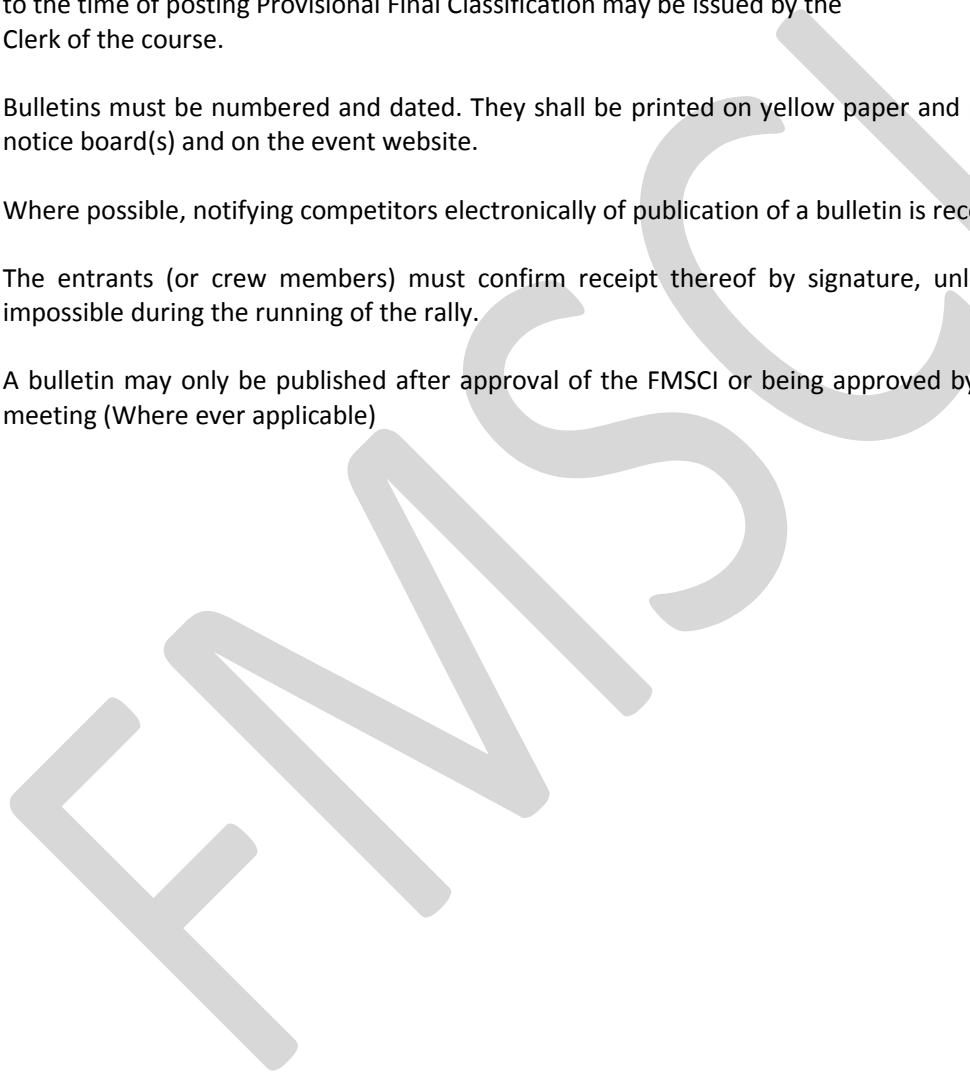 to the time of posting Provisional Final Classification may be issued by the
Clerk of the course.
Bulletins must be numbered and dated. They shall be printed on yellow paper and
notice board(s) and on the event website.
Where possible, notifying competitors electronically of publication of a bulletin is
The entrants (or crew members) must confirm receipt thereof by signature,
impossible during the running of the rally.
A bulletin may only be published after approval of the FMSCI or being approved by
meeting (Where ever applicable)
FMSCI